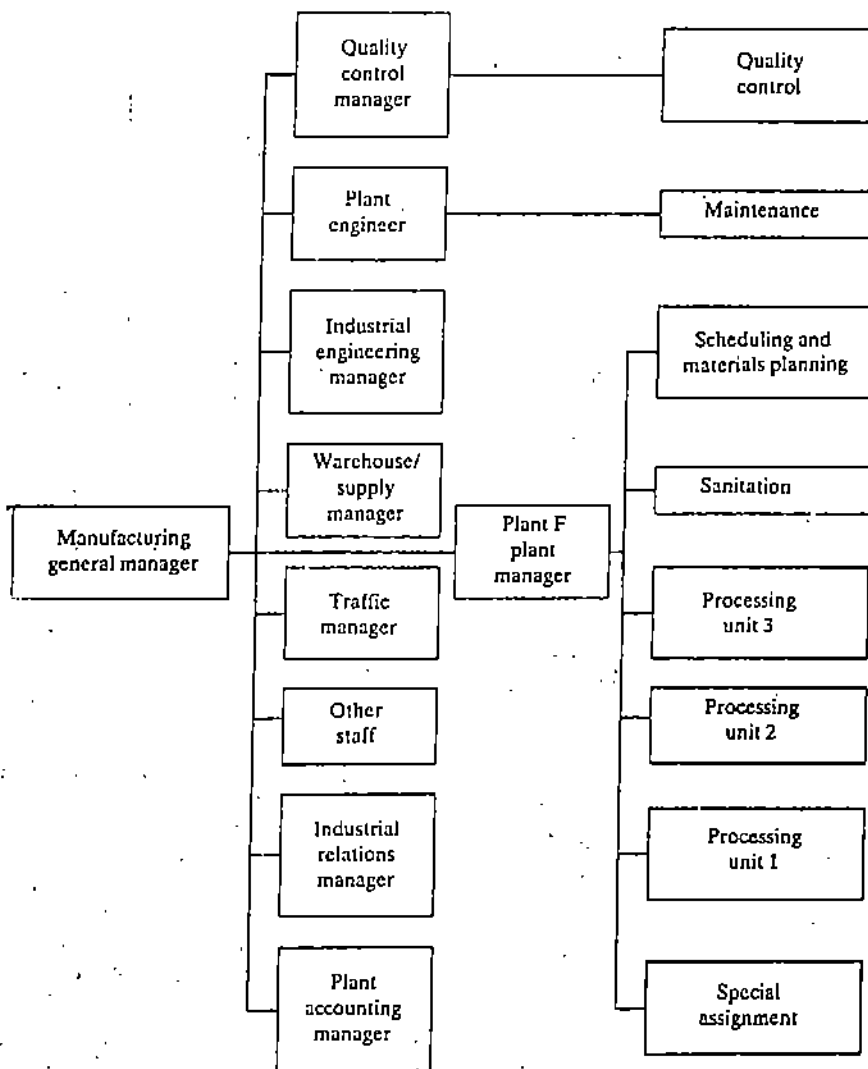 Quality
control
manager
Quality
control
Plant
engineer
Maintenance
Industrial
engineering
manager
Scheduling and
materials planning
Warehouse/
supply
manager
Sanitation
Manufacturing
general manager
Plant F
plant
manager
Traffic
manager
Processing
unit 3
Other
staff
Processing
unit 2
Industrial
relations
manager
Processing
unit 1
Plant
accounting
manager
Special
assignment